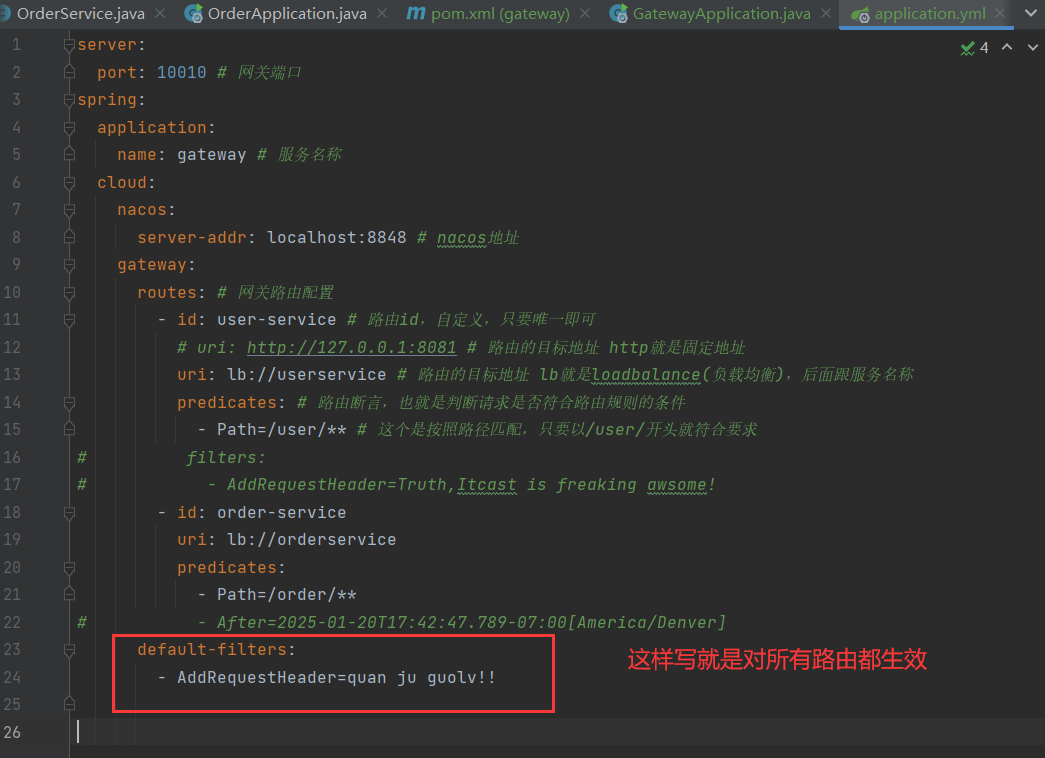 OrderService.java OrderApplication.java pom.xml (gateway) GatewayApplication.java application.yml
4
1 server:
2 port: 10010 # 网关端口
3 spring:
4 application:
5 name: gateway # 服务名称
6 cloud:
7 nacos:
8 server-addr: localhost:8848 # nacos地址
9 gateway:
10 routes: # 网关路由配置
11 - id: user-service # 路由id，自定义，只要唯一即可
12 # uri: http://127.0.0.1:8081 # 路由的目标地址 http就是固定地址
13 uri: lb://userservice # 路由的目标地址 lb就是loadbalance(负载均衡)，后面跟服务名称
14 predicates: # 路由断言，也就是判断请求是否符合路由规则的条件
15 - Path=/user/** # 这个是按照路径匹配，只要以/user/开头就符合要求
16 # filters:
17 # - AddRequestHeader=Truth,Itcast is freaking awsome!
18 - id: order-service
19 uri: lb://orderservice
20 predicates:
21 - Path=/order/**
22 # - After=2025-01-20T17:42:47.789-07:00[America/Denver]
23 default-filters:
这样写就是对所有路由都生效
24 - AddRequestHeader=quan ju guolv!!
25
26